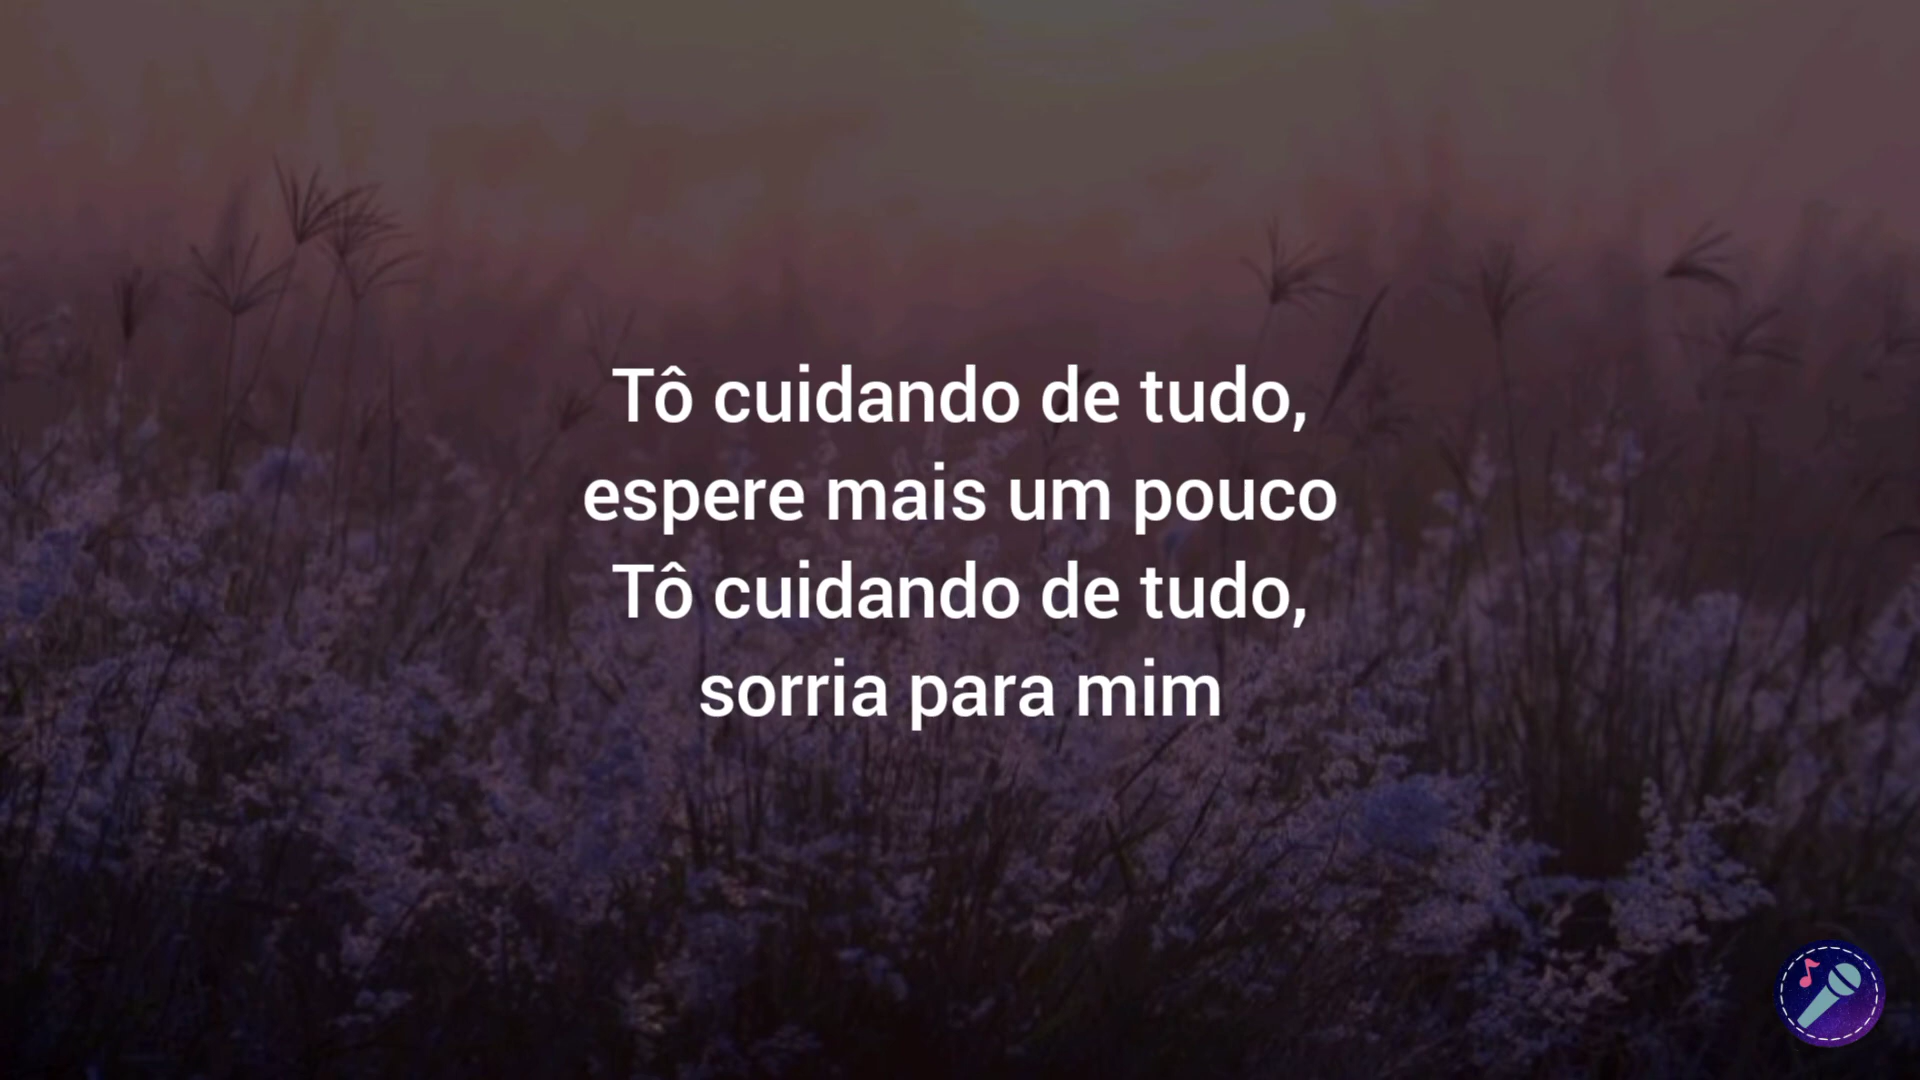 Tô cuidando de tudo,
espere mais um pouco
Tô cuidando de tudo,
sorria para mim